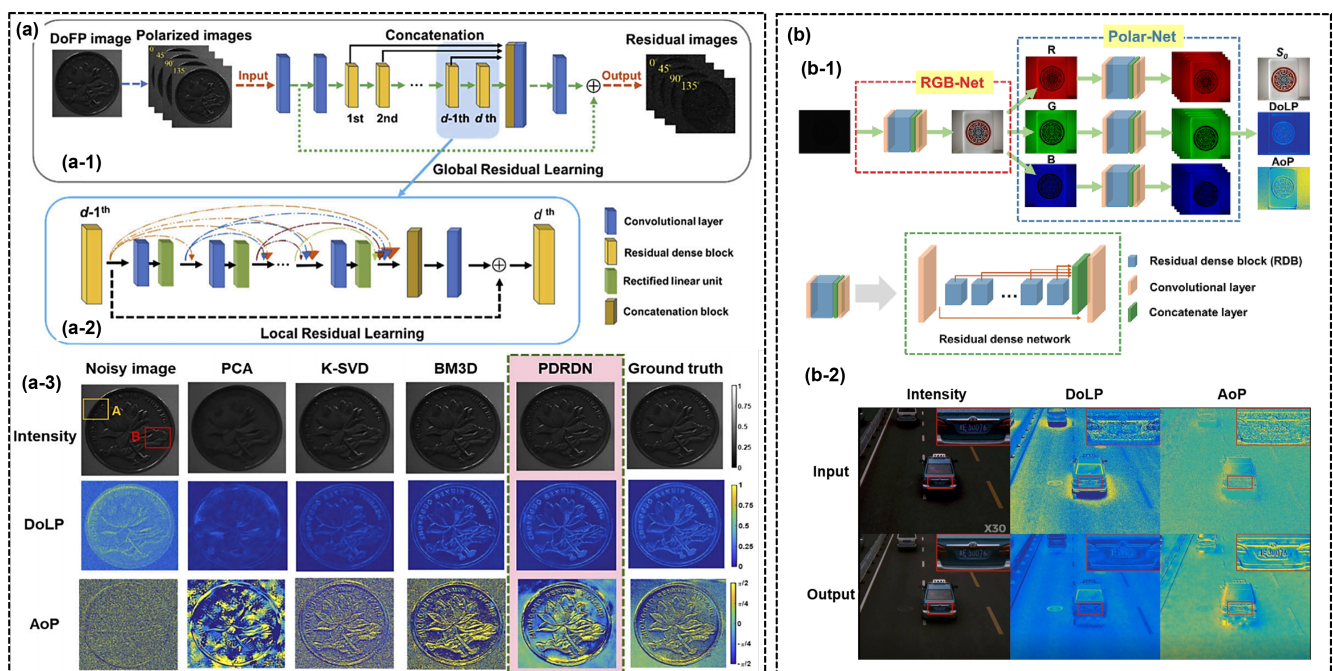 (a)
DoFP image
Polarized images
0°
45°
90°
135°
Input
Concatenation
1st
2nd
...
d-1th
d th
Output
Residual images
0°
45°
90°
135°
(a-1)
Global Residual Learning
d-1th
...
d th
(a-2)
Local Residual Learning
Convolutional layer
Residual dense block
Rectified linear unit
Concatenation block
(a-3)
Noisy image
PCA
K-SVD
BM3D
PDRDN
Ground truth
Intensity
A
B
1
0.75
0.5
0.25
0
DoLP
1
0.75
0.5
0.25
0
AoP
π/2
π/4
0
-π/4
-π/2
(b)
(b-1)
RGB-Net
Polar-Net
R
G
B
S0
DoLP
AoP
...
Residual dense network
Residual dense block (RDB)
Convolutional layer
Concatenate layer
(b-2)
Intensity
DoLP
AoP
Input
X30
Output